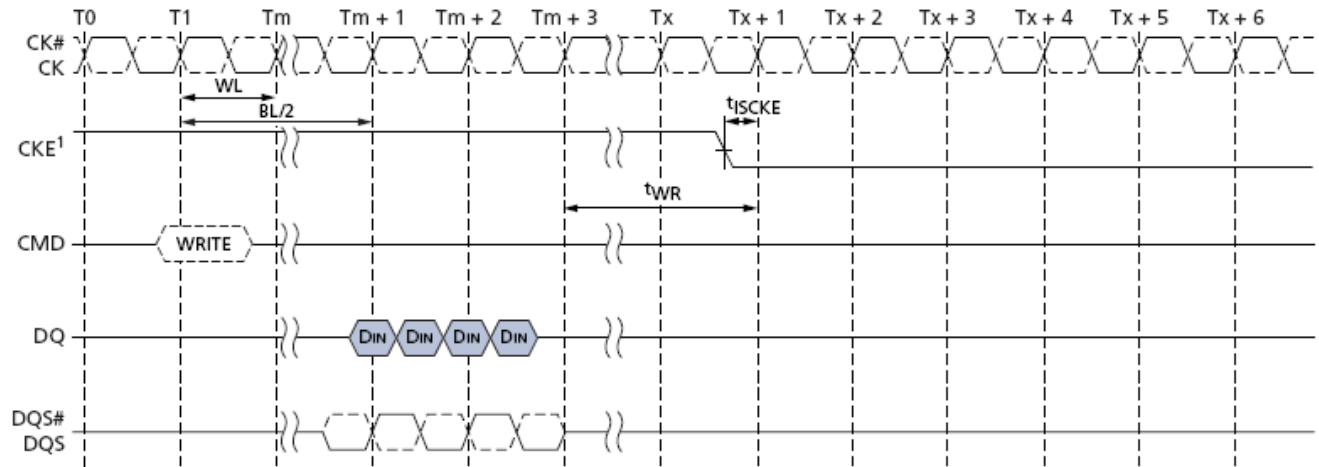 T0 T1 Tm Tm + 1 Tm + 2 Tm + 3 Tx Tx + 1 Tx + 2 Tx + 3 Tx + 4 Tx + 5 Tx + 6
CK#
CK
WL
BL/2
tISCKE
CKE1
tWR
CMD WRITE
DQ DIN DIN DIN DIN
DQS#
DQS